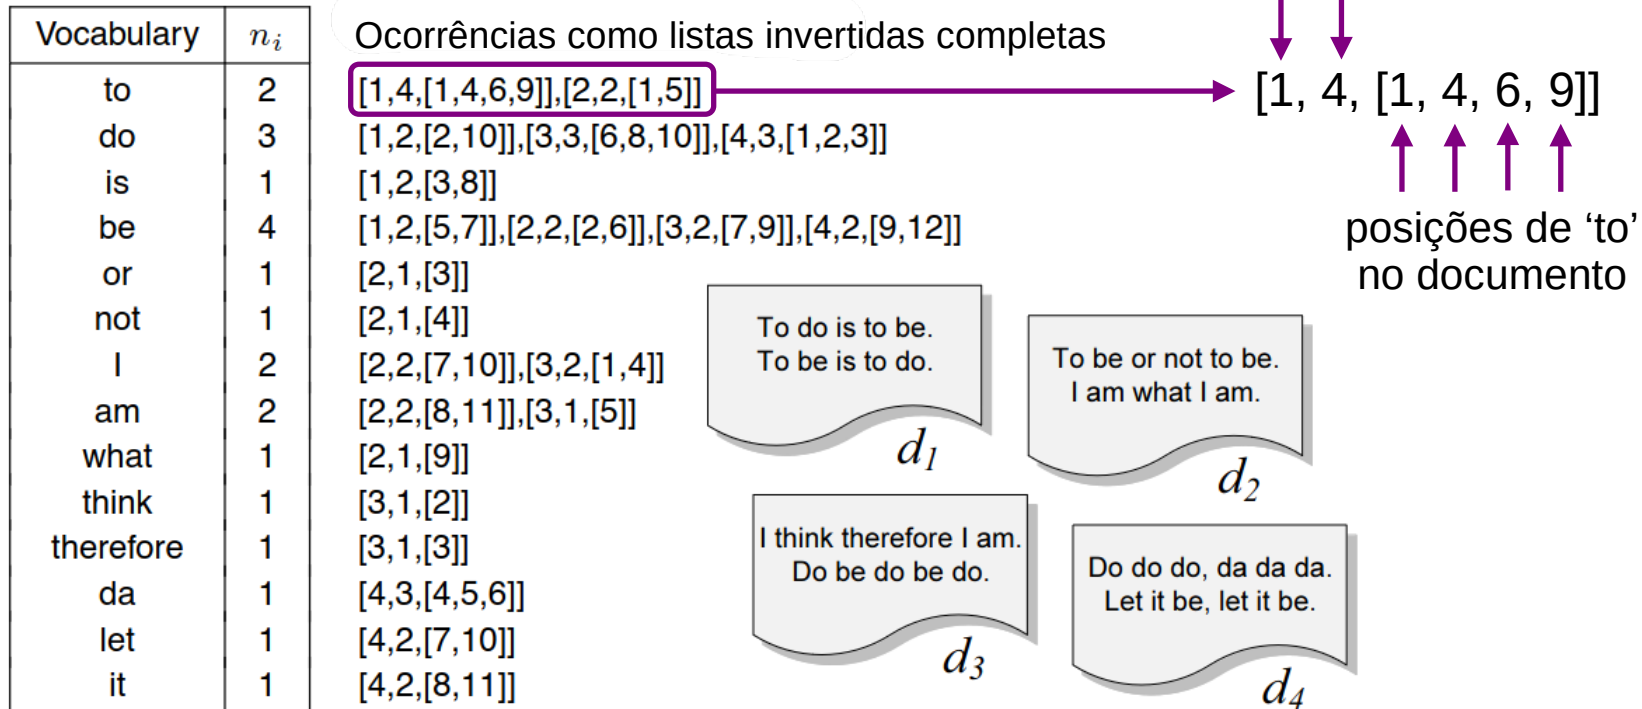 Vocabulary n_i Ocorrências como listas invertidas completas
to 2 [1,4,[1,4,6,9]],[2,2,[1,5]]
[1, 4, [1, 4, 6, 9]]
do 3 [1,2,[2,10]],[3,3,[6,8,10]],[4,3,[1,2,3]]
is 1 [1,2,[3,8]]
be 4 [1,2,[5,7]],[2,2,[2,6]],[3,2,[7,9]],[4,2,[9,12]]
posições de ‘to’
no documento
or 1 [2,1,[3]]
not 1 [2,1,[4]]
I 2 [2,2,[7,10]],[3,2,[1,4]]
am 2 [2,2,[8,11]],[3,1,[5]]
what 1 [2,1,[9]]
think 1 [3,1,[2]]
therefore 1 [3,1,[3]]
da 1 [4,3,[4,5,6]]
let 1 [4,2,[7,10]]
it 1 [4,2,[8,11]]
To do is to be.
To be is to do.
d1
To be or not to be.
I am what I am.
d2
I think therefore I am.
Do be do be do.
d3
Do do do, da da da.
Let it be, let it be.
d4